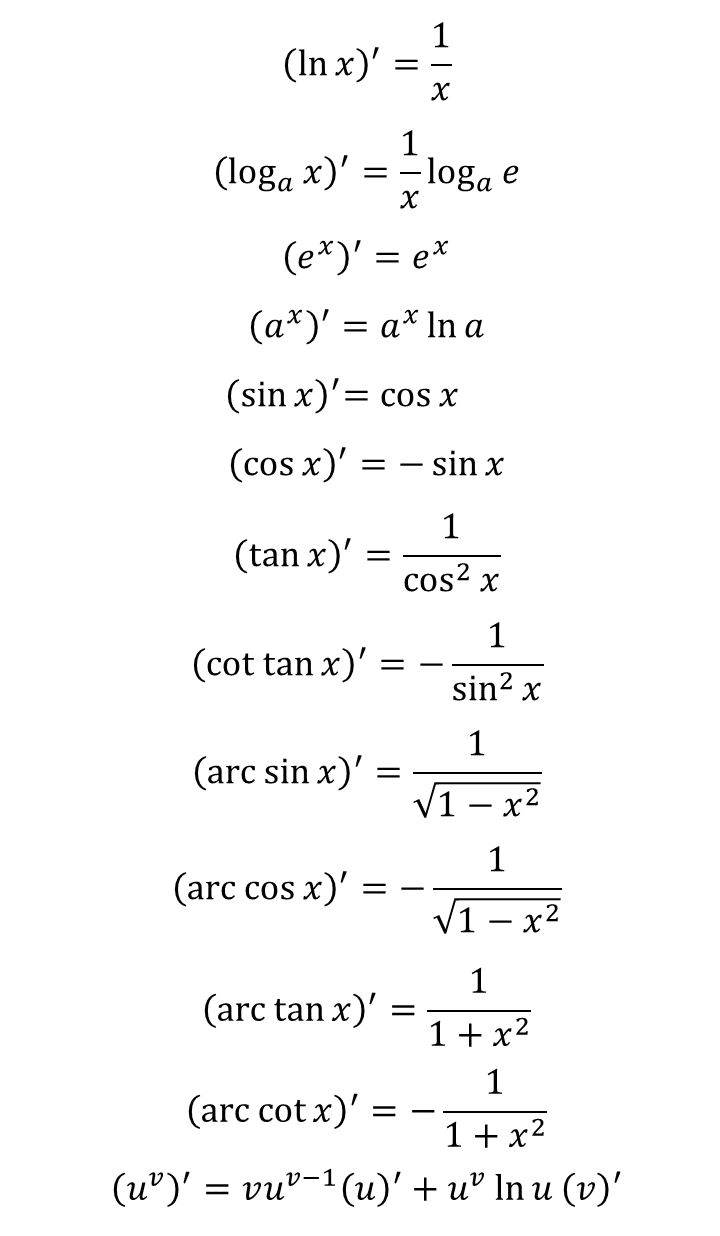 (ln x)′ = 1/x
(logₐ x)′ = 1/x logₐ e
(eˣ)′ = eˣ
(aˣ)′ = aˣ ln a
(sin x)′= cos x
(cos x)′ = − sin x
(tan x)′ = 1/cos² x
(cot tan x)′ = − 1/sin² x
(arc sin x)′ = 1/√(1 − x²)
(arc cos x)′ = − 1/√(1 − x²)
(arc tan x)′ = 1/(1 + x²)
(arc cot x)′ = − 1/(1 + x²)
(uᵛ)′ = vuᵛ⁻¹(u)′ + uᵛ ln u (v)′